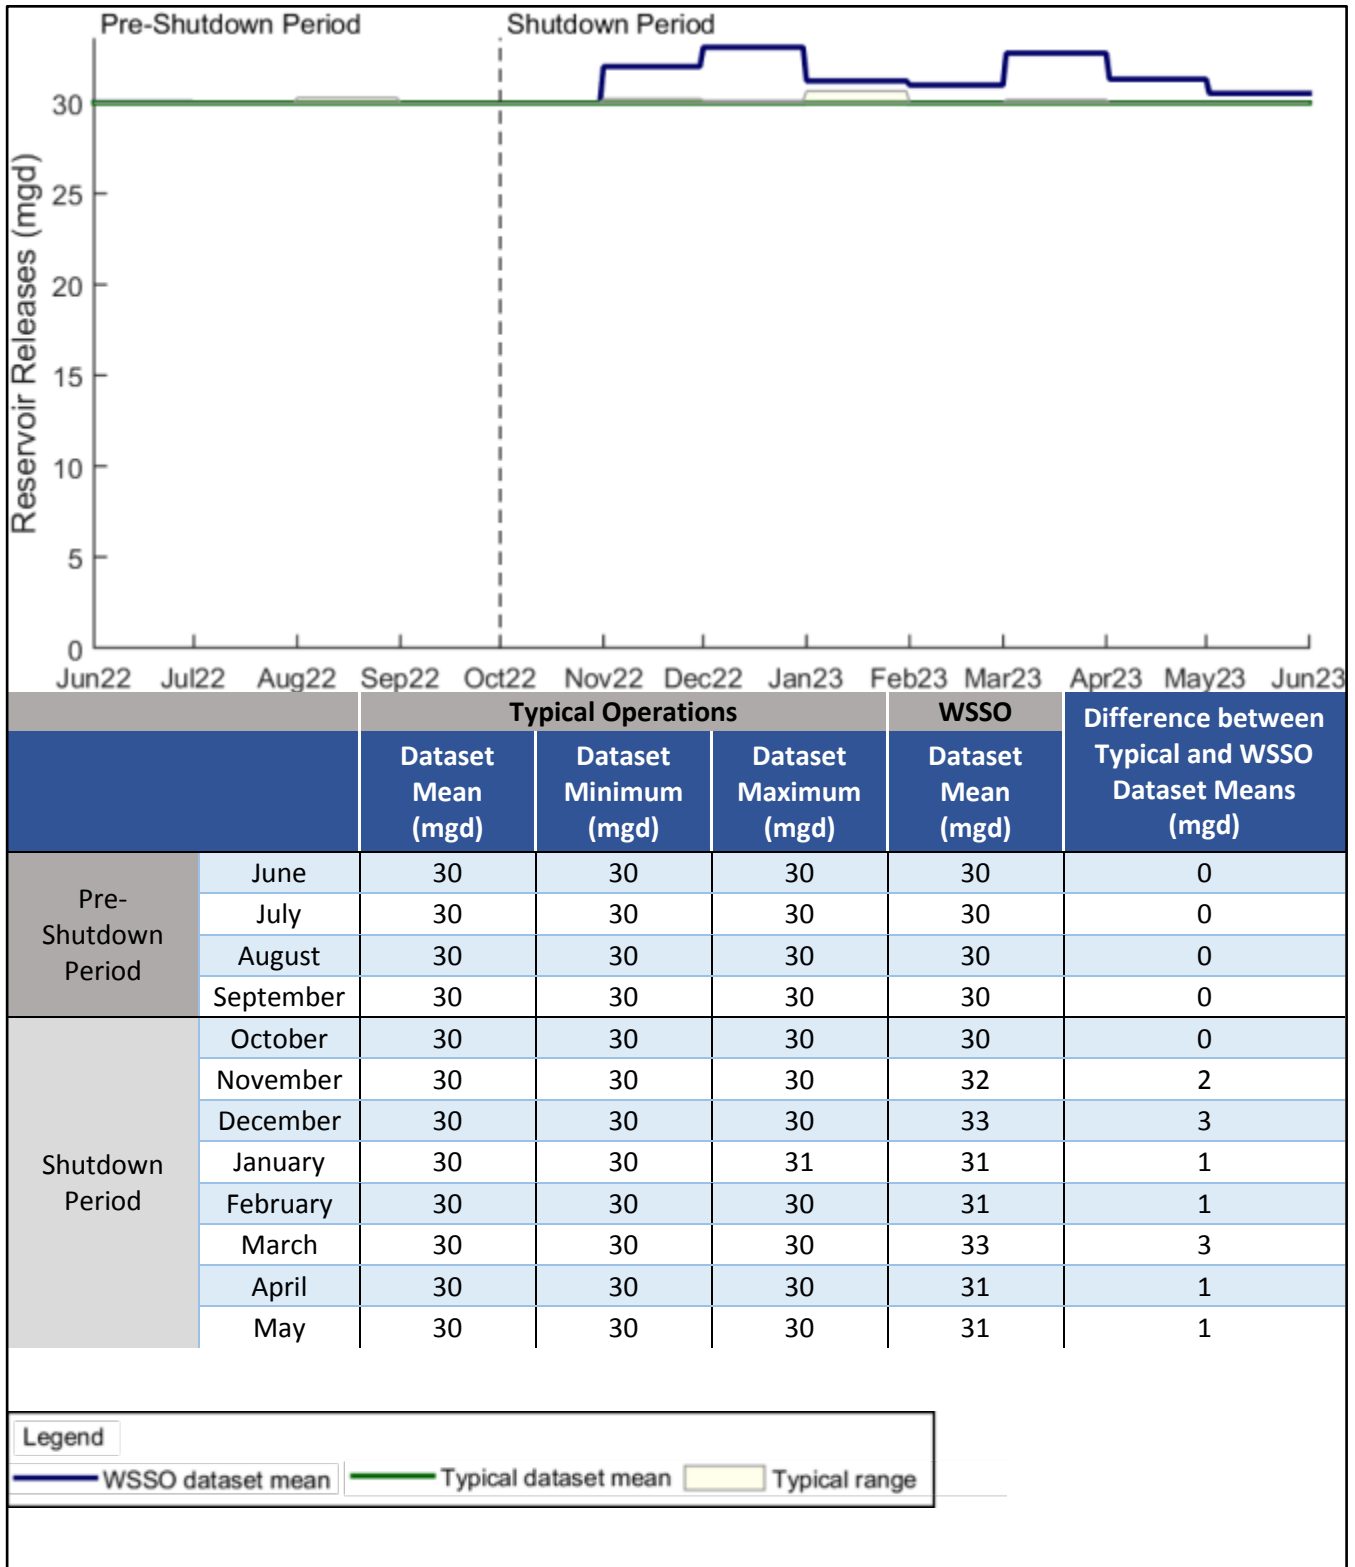 Pre-Shutdown Period Shutdown Period
Reservoir Releases (mgd)
30
25
20
15
10
5
0
Jun22 Jul22 Aug22 Sep22 Oct22 Nov22 Dec22 Jan23 Feb23 Mar23 Apr23 May23 Jun23
Typical Operations WSSO Difference between Typical and WSSO Dataset Means (mgd)
Dataset Mean (mgd) Dataset Minimum (mgd) Dataset Maximum (mgd) Dataset Mean (mgd)
Pre-Shutdown Period
June 30 30 30 30 0
July 30 30 30 30 0
August 30 30 30 30 0
September 30 30 30 30 0
Shutdown Period
October 30 30 30 30 0
November 30 30 30 32 2
December 30 30 30 33 3
January 30 30 31 31 1
February 30 30 30 31 1
March 30 30 30 33 3
April 30 30 30 31 1
May 30 30 30 31 1
Legend
WSSO dataset mean Typical dataset mean Typical range